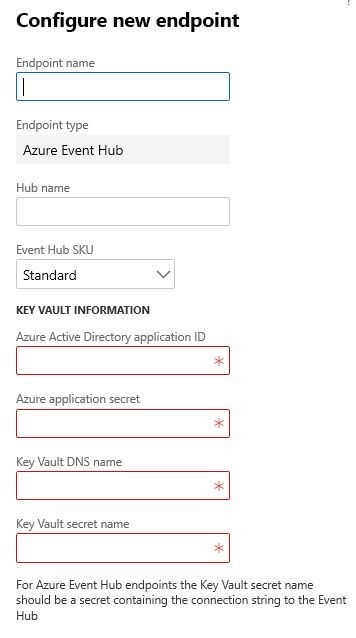 Configure new endpoint
Endpoint name
Endpoint type
Azure Event Hub
Hub name
Event Hub SKU
Standard
KEY VAULT INFORMATION
Azure Active Directory application ID
*
Azure application secret
*
Key Vault DNS name
*
Key Vault secret name
*
For Azure Event Hub endpoints the Key Vault secret name
should be a secret containing the connection string to the Event
Hub